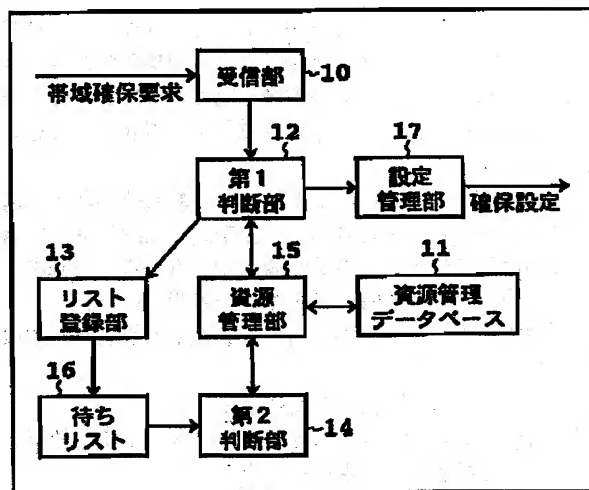 受信部
10
帯域確保要求
12
17
第1
判断部
設定
管理部
確保設定
13
15
11
リスト
登録部
資源
管理部
資源管理
データベース
16
待ち
リスト
第2
判断部
14